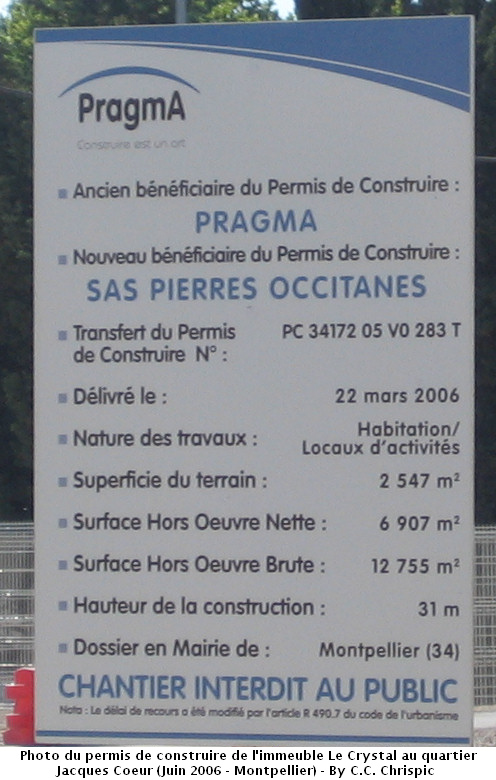 PragmA
Construire est un art
Ancien bénéficiaire du Permis de Construire :
PRAGMA
Nouveau bénéficiaire du Permis de Construire :
SAS PIERRES OCCITANES
Transfert du Permis
de Construire N° : PC 34172 05 V0 283 T
Délivré le : 22 mars 2006
Nature des travaux : Habitation/
Locaux d'activités
Superficie du terrain : 2 547 m²
Surface Hors Oeuvre Nette : 6 907 m²
Surface Hors Oeuvre Brute : 12 755 m²
Hauteur de la construction : 31 m
Dossier en Mairie de : Montpellier (34)
CHANTIER INTERDIT AU PUBLIC
Nota : Le délai de recours a été modifié par l'article R 490.7 du code de l'urbanisme
Photo du permis de construire de l'immeuble Le Crystal au quartier
Jacques Coeur (Juin 2006 - Montpellier) - By C.C. Chrispic